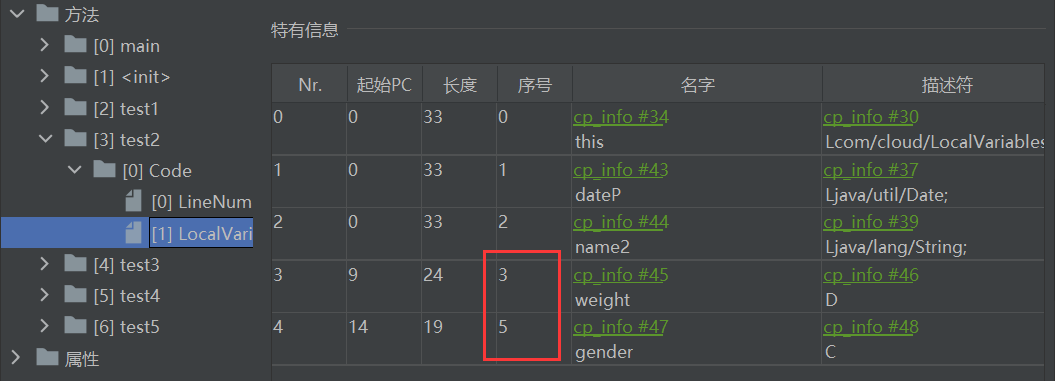 方法
[0] main
[1] <init>
[2] test1
[3] test2
[0] Code
[0] LineNum
[1] LocalVari
[4] test3
[5] test4
[6] test5
属性
特有信息
Nr. 起始PC 长度 序号 名字 描述符
0 0 33 0 cp_info #34 cp_info #30
this Lcom/cloud/LocalVariables
1 0 33 1 cp_info #43 cp_info #37
dateP Ljava/util/Date;
2 0 33 2 cp_info #44 cp_info #39
name2 Ljava/lang/String;
3 9 24 3 cp_info #45 cp_info #46
weight D
4 14 19 5 cp_info #47 cp_info #48
gender C